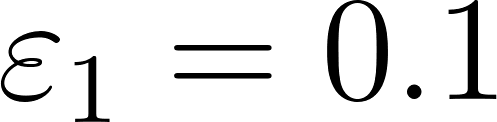 ε₁ = 0.1